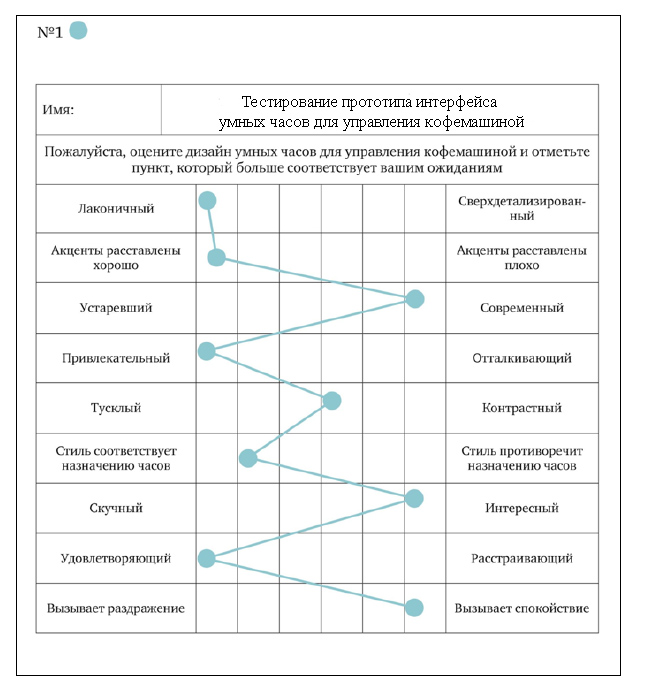 №1
Имя:
Тестирование прототипа интерфейса
умных часов для управления кофемашиной
Пожалуйста, оцените дизайн умных часов для управления кофемашиной и отметьте
пункт, который больше соответствует вашим ожиданиям
Лаконичный
Сверхдетализирован-
ный
Акценты расставлены
хорошо
Акценты расставлены
плохо
Устаревший
Современный
Привлекательный
Отталкивающий
Тусклый
Контрастный
Стиль соответствует
назначению часов
Стиль противоречит
назначению часов
Скучный
Интересный
Удовлетворяющий
Расстраивающий
Вызывает раздражение
Вызывает спокойствие